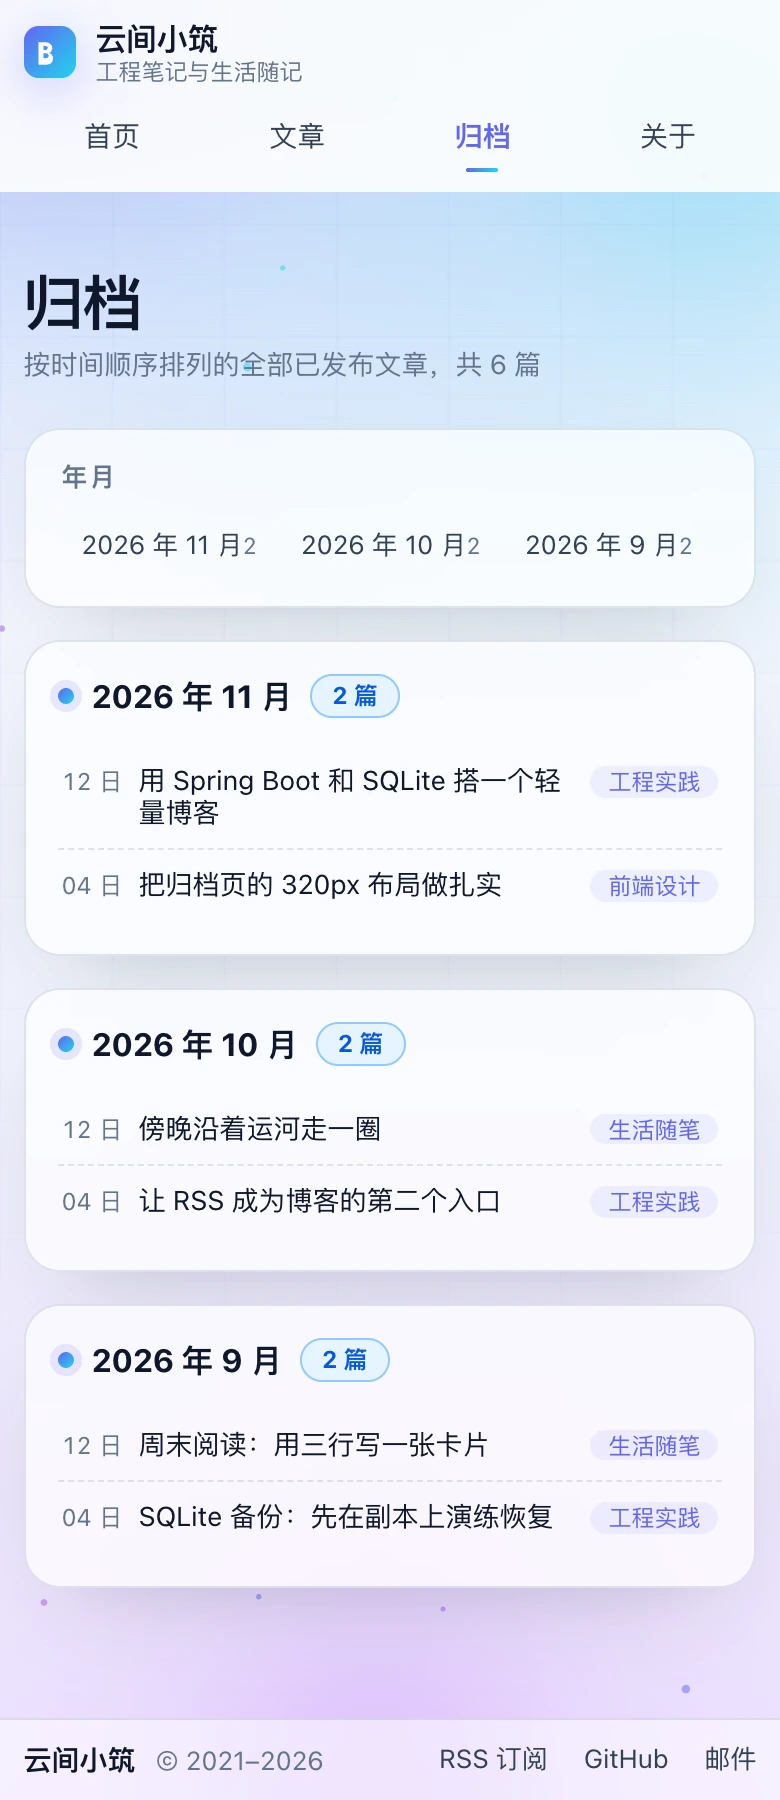 B
云间小筑
工程笔记与生活随记
首页 文章 归档 关于
归档
按时间顺序排列的全部已发布文章，共 6 篇
年月
2026 年 11 月2 2026 年 10 月2 2026 年 9 月2
2026 年 11 月 2 篇
12 日 用 Spring Boot 和 SQLite 搭一个轻 工程实践
量博客
04 日 把归档页的 320px 布局做扎实 前端设计
2026 年 10 月 2 篇
12 日 傍晚沿着运河走一圈 生活随笔
04 日 让 RSS 成为博客的第二个入口 工程实践
2026 年 9 月 2 篇
12 日 周末阅读：用三行写一张卡片 生活随笔
04 日 SQLite 备份：先在副本上演练恢复 工程实践
云间小筑 © 2021–2026 RSS 订阅 GitHub 邮件